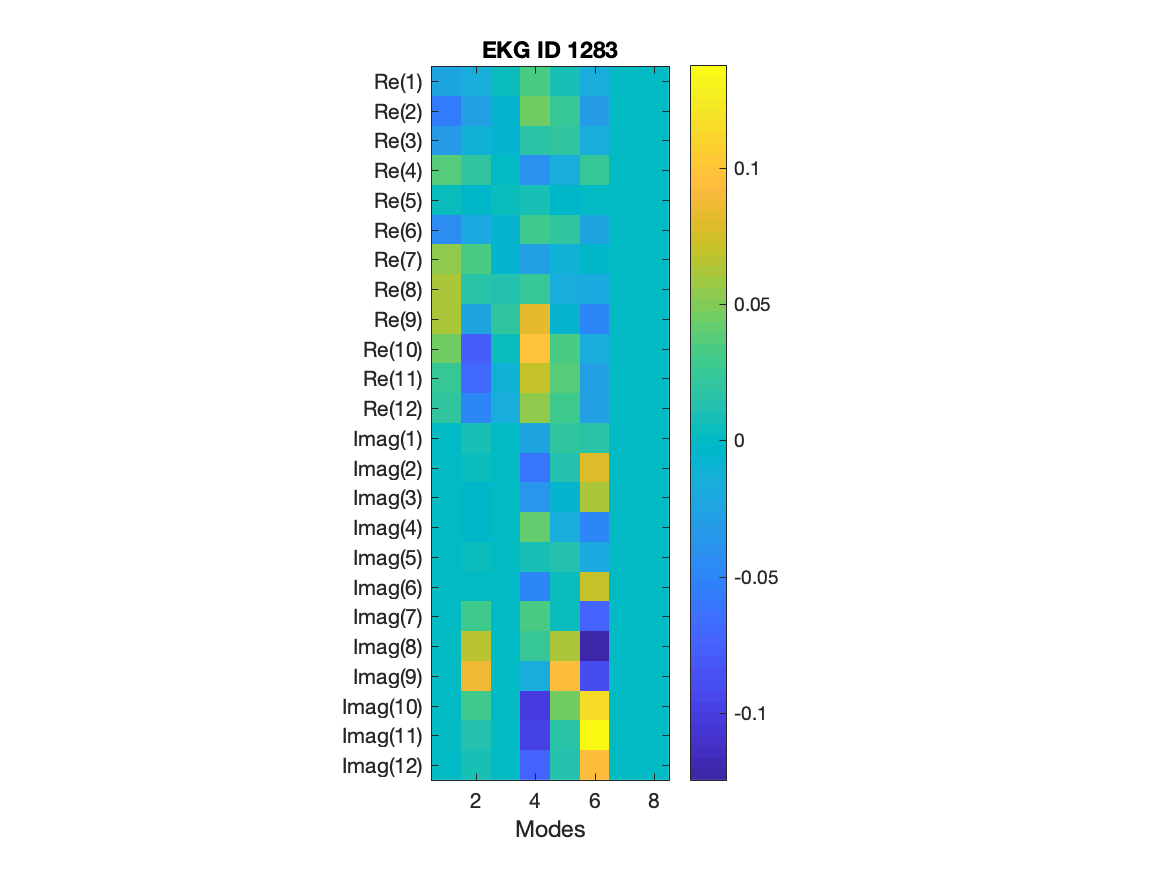 EKG ID 1283
Re(1)
Re(2)
Re(3)
Re(4)
Re(5)
Re(6)
Re(7)
Re(8)
Re(9)
Re(10)
Re(11)
Re(12)
Imag(1)
Imag(2)
Imag(3)
Imag(4)
Imag(5)
Imag(6)
Imag(7)
Imag(8)
Imag(9)
Imag(10)
Imag(11)
Imag(12)
2 4 6 8
Modes
0.1
0.05
0
-0.05
-0.1